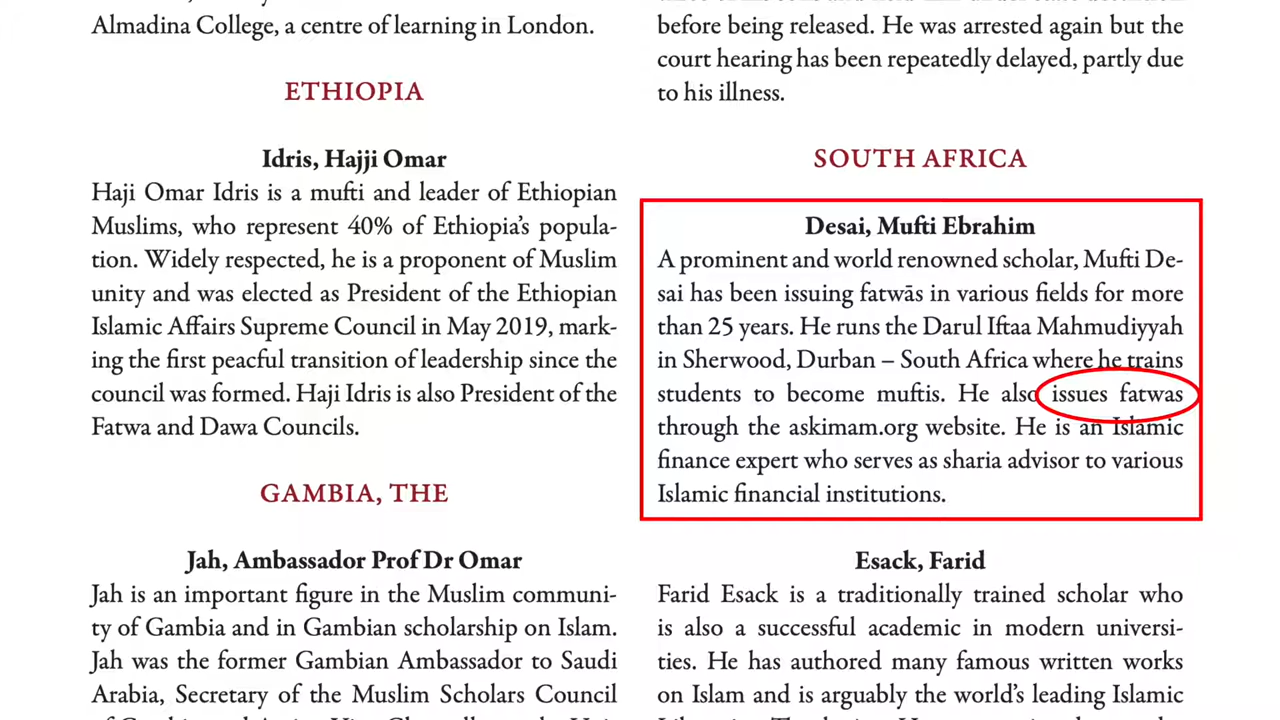 Almadina College, a centre of learning in London.
ETHIOPIA
Idris, Hajji Omar
Haji Omar Idris is a mufti and leader of Ethiopian
Muslims, who represent 40% of Ethiopia's popula-
tion. Widely respected, he is a proponent of Muslim
unity and was elected as President of the Ethiopian
Islamic Affairs Supreme Council in May 2019, mark-
ing the first peacful transition of leadership since the
council was formed. Haji Idris is also President of the
Fatwa and Dawa Councils.
GAMBIA, THE
Jah, Ambassador Prof Dr Omar
Jah is an important figure in the Muslim communi-
ty of Gambia and in Gambian scholarship on Islam.
Jah was the former Gambian Ambassador to Saudi
Arabia, Secretary of the Muslim Scholars Council
before being released. He was arrested again but the
court hearing has been repeatedly delayed, partly due
to his illness.
SOUTH AFRICA
Desai, Mufti Ebrahim
A prominent and world renowned scholar, Mufti De-
sai has been issuing fatwās in various fields for more
than 25 years. He runs the Darul Iftaa Mahmudiyyah
in Sherwood, Durban – South Africa where he trains
students to become muftis. He also issues fatwas
through the askimam.org website. He is an Islamic
finance expert who serves as sharia advisor to various
Islamic financial institutions.
Esack, Farid
Farid Esack is a traditionally trained scholar who
is also a successful academic in modern universi-
ties. He has authored many famous written works
on Islam and is arguably the world's leading Islamic